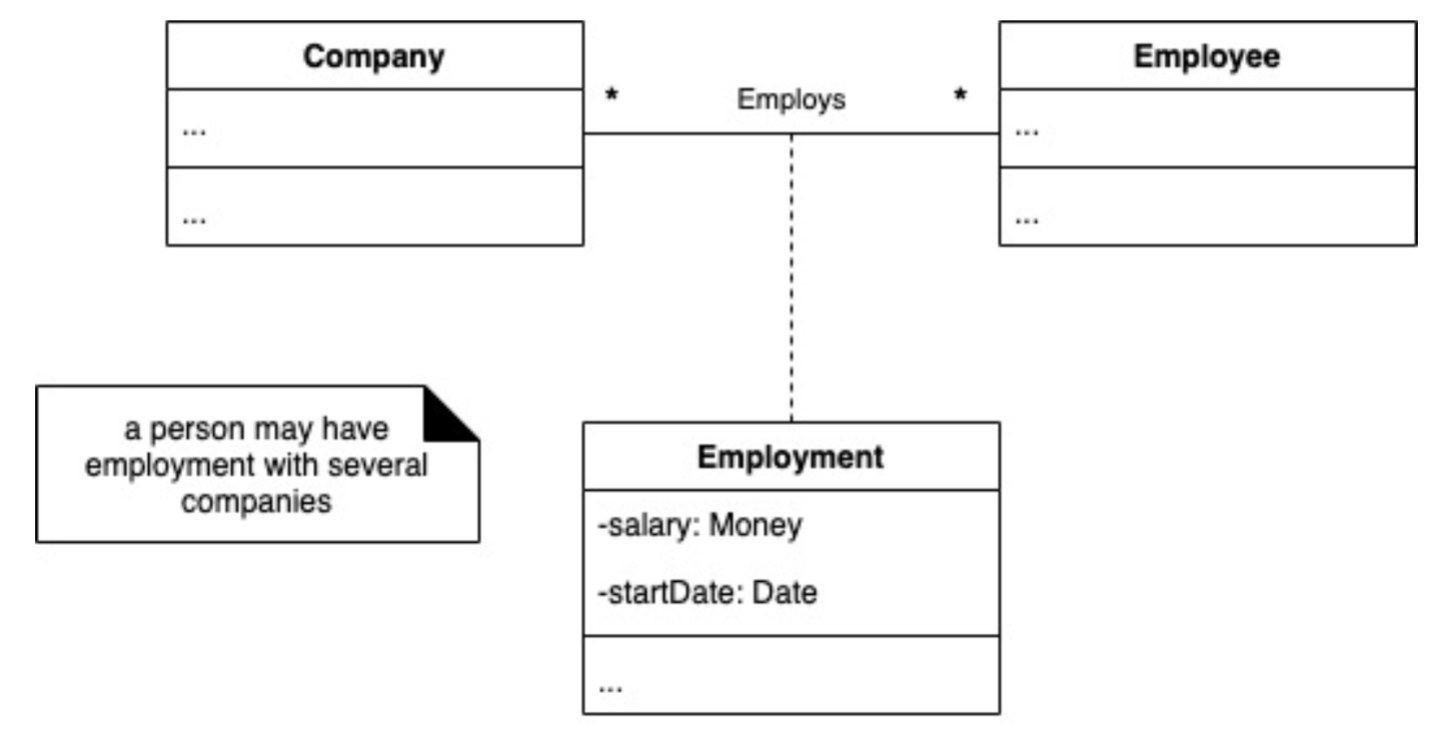 Company
...
...
* Employs *
Employee
...
...
a person may have
employment with several
companies
Employment
-salary: Money
-startDate: Date
...